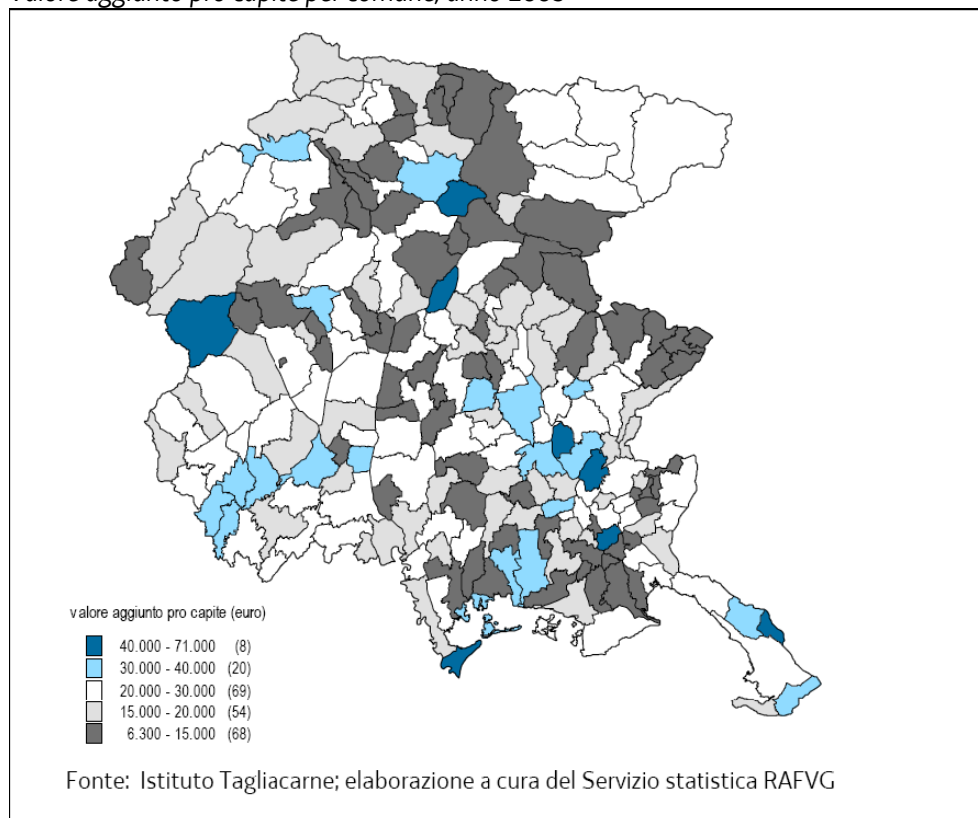 valore aggiunto pro capite (euro)
40.000 - 71.000 (8)
30.000 - 40.000 (20)
20.000 - 30.000 (69)
15.000 - 20.000 (54)
6.300 - 15.000 (68)
Fonte: Istituto Tagliacarne; elaborazione a cura del Servizio statistica RAFVG